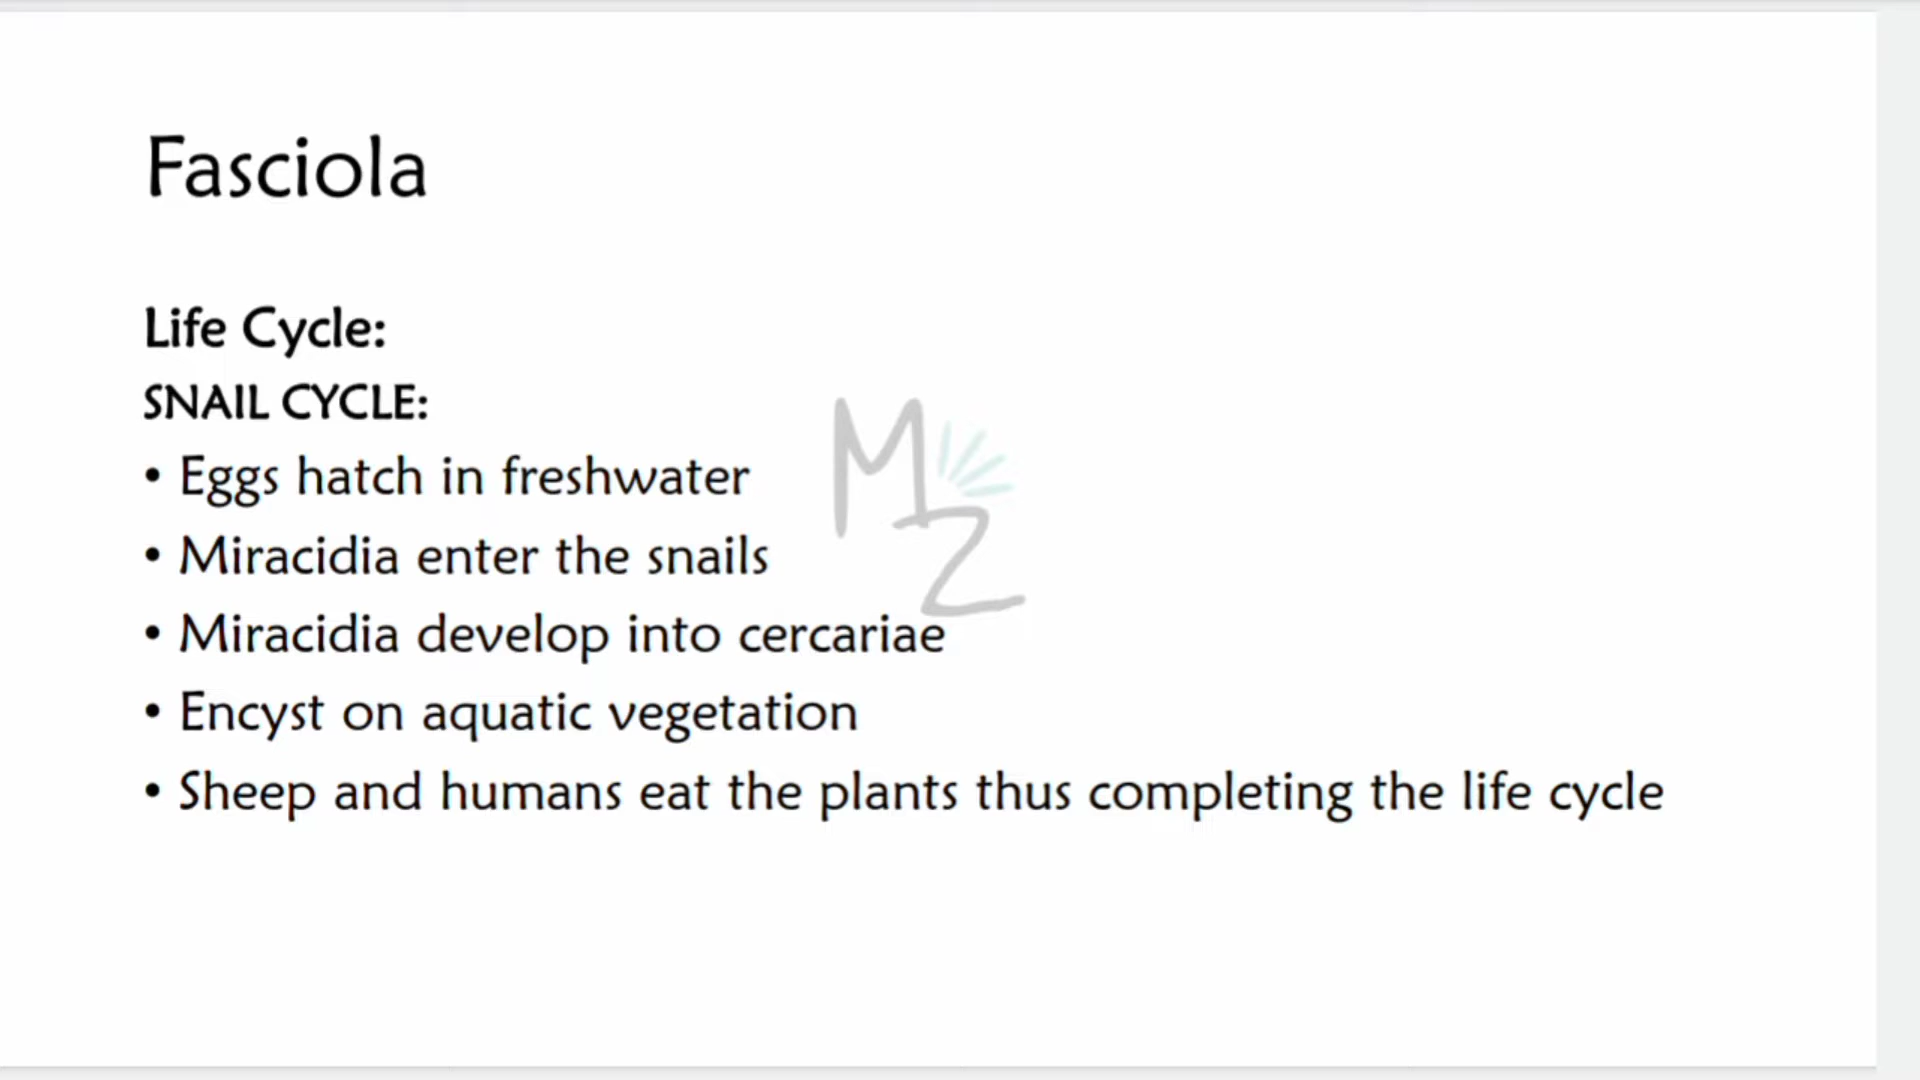 Fasciola
Life Cycle:
SNAIL CYCLE:
• Eggs hatch in freshwater
• Miracidia enter the snails
• Miracidia develop into cercariae
• Encyst on aquatic vegetation
• Sheep and humans eat the plants thus completing the life cycle
MZ